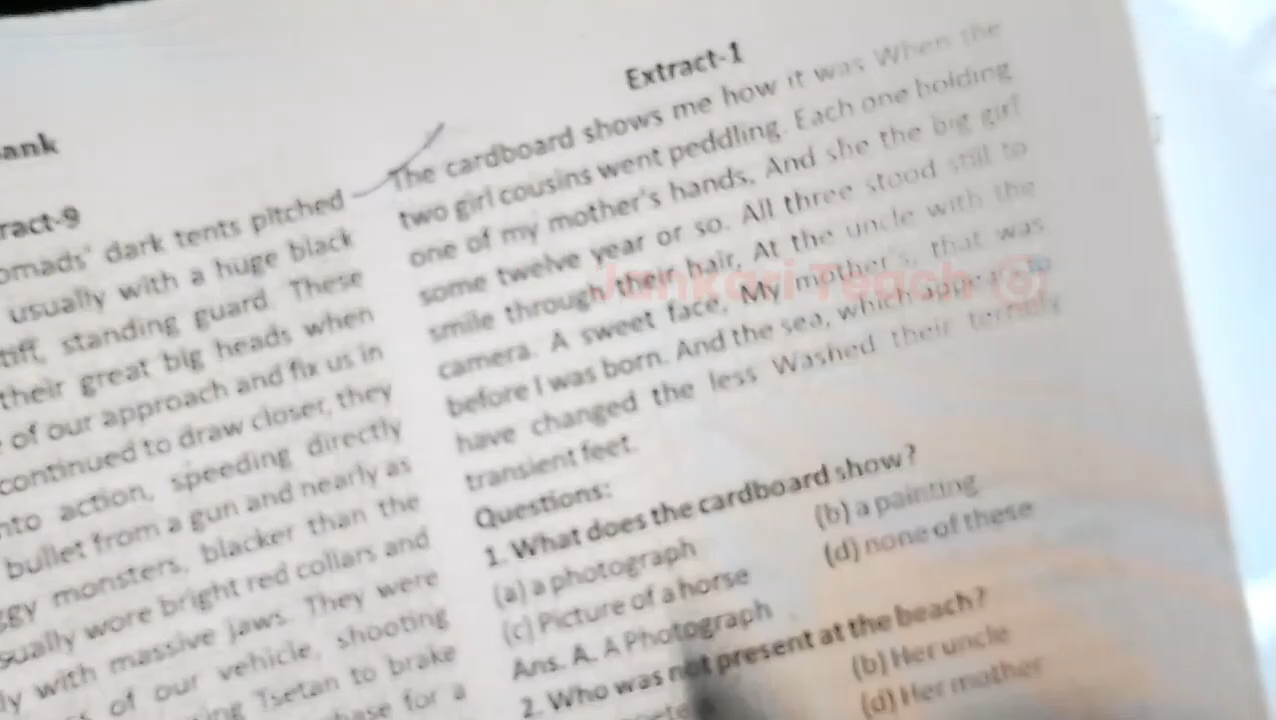 ank
ract-9
omads' dark tents pitched
usually with a huge black
tiff, standing guard. These
their great big heads when
of our approach and fix us in
continued to draw closer, they
nto action, speeding directly
bullet from a gun and nearly as
ggy monsters, blacker than the
sually wore bright red collars and
ly with massive jaws. They were
of our vehicle, shooting
ing Tsetan to brake
hase for a
Extract-1
The cardboard shows me how it was When the
two girl cousins went peddling. Each one holding
one of my mother's hands, And she the big girl
some twelve year or so. All three stood still to
smile through their hair, At the uncle with the
camera. A sweet face, My mother's, that was
before I was born. And the sea, which appe
have changed the less Washed their terribly
transient feet.
Questions:
1. What does the cardboard show?
(a) a photograph
(b) a painting
(c) Picture of a horse
(d) none of these
Ans. A. A Photograph
2. Who was not present at the beach?
(b) Her uncle
(d) Her mother
Jankari Teach